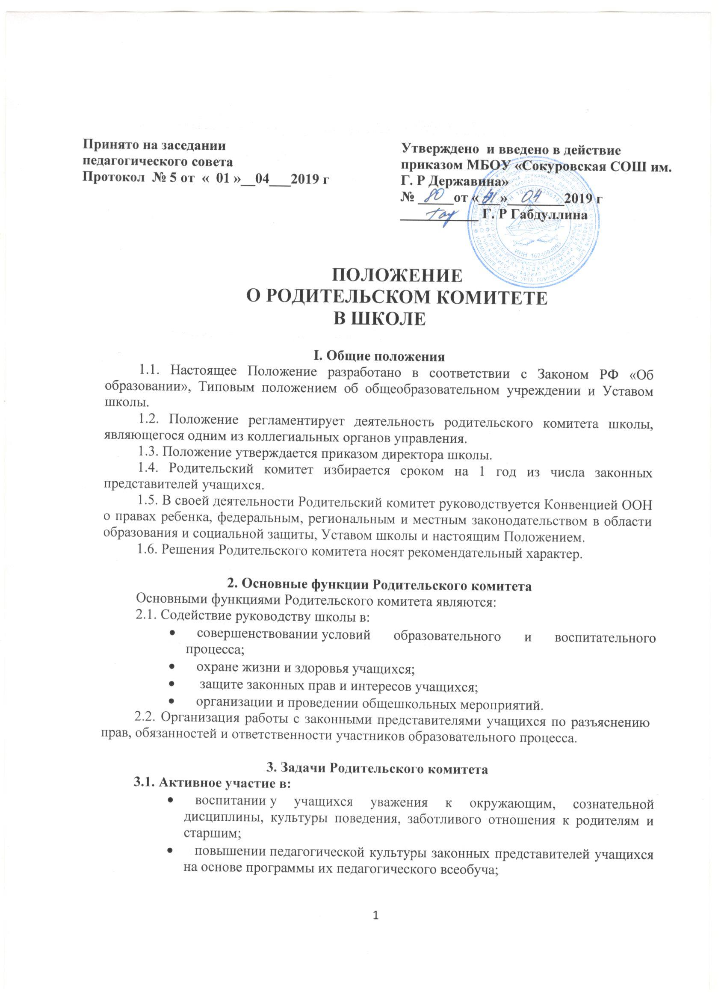 Принято на заседании
педагогического совета
Протокол № 5 от « 01 »__04___2019 г
Утверждено и введено в действие
приказом МБОУ «Сокуровская СОШ им.
Г. Р Державина»
№ 80 от «01» 04 2019 г
Г. Р Габдуллина
ИНН 1624004093
ПОЛОЖЕНИЕ
О РОДИТЕЛЬСКОМ КОМИТЕТЕ
В ШКОЛЕ
I. Общие положения
1.1. Настоящее Положение разработано в соответствии с Законом РФ «Об
образовании», Типовым положением об общеобразовательном учреждении и Уставом
школы.
1.2. Положение регламентирует деятельность родительского комитета школы,
являющегося одним из коллегиальных органов управления.
1.3. Положение утверждается приказом директора школы.
1.4. Родительский комитет избирается сроком на 1 год из числа законных
представителей учащихся.
1.5. В своей деятельности Родительский комитет руководствуется Конвенцией ООН
о правах ребенка, федеральным, региональным и местным законодательством в области
образования и социальной защиты, Уставом школы и настоящим Положением.
1.6. Решения Родительского комитета носят рекомендательный характер.
2. Основные функции Родительского комитета
Основными функциями Родительского комитета являются:
2.1. Содействие руководству школы в:
• совершенствовании условий образовательного и воспитательного
процесса;
• охране жизни и здоровья учащихся;
• защите законных прав и интересов учащихся;
• организации и проведении общешкольных мероприятий.
2.2. Организация работы с законными представителями учащихся по разъяснению
прав, обязанностей и ответственности участников образовательного процесса.
3. Задачи Родительского комитета
3.1. Активное участие в:
• воспитании у учащихся уважения к окружающим, сознательной
дисциплины, культуры поведения, заботливого отношения к родителям и
старшим;
• повышении педагогической культуры законных представителей учащихся
на основе программы их педагогического всеобуча;
1